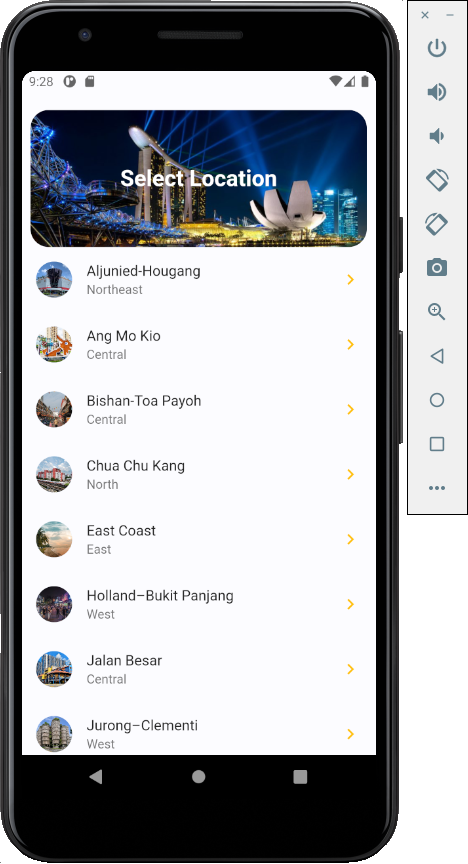 9:28
Select Location
Aljunied-Hougang
Northeast
Ang Mo Kio
Central
Bishan-Toa Payoh
Central
Chua Chu Kang
North
East Coast
East
Holland–Bukit Panjang
West
Jalan Besar
Central
Jurong–Clementi
West